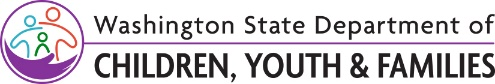 Washington State Department of
CHILDREN, YOUTH & FAMILIES